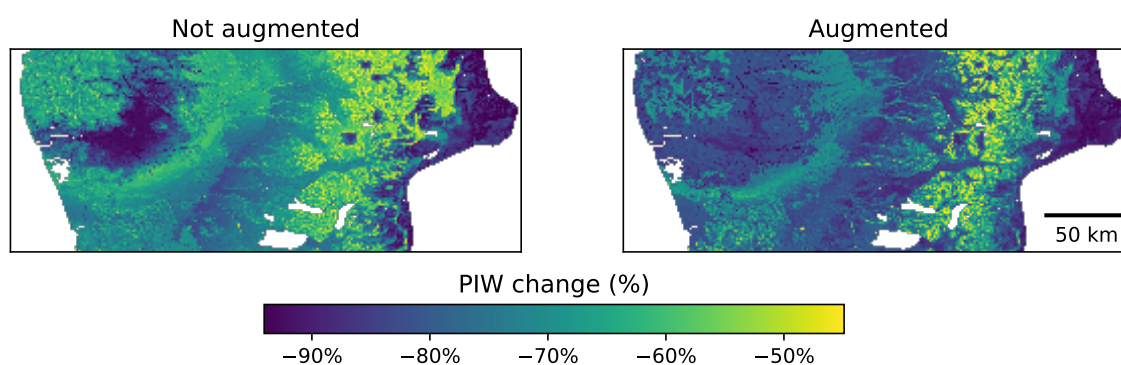 Not augmented
Augmented
50 km
PIW change (%)
−90%
−80%
−70%
−60%
−50%